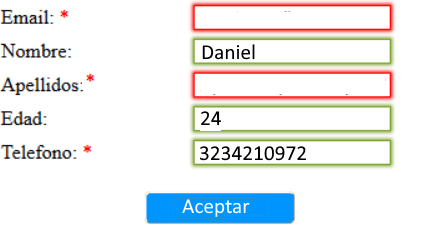 Email: *
Nombre: Daniel
Apellidos:*
Edad: 24
Telefono: * 3234210972
Aceptar